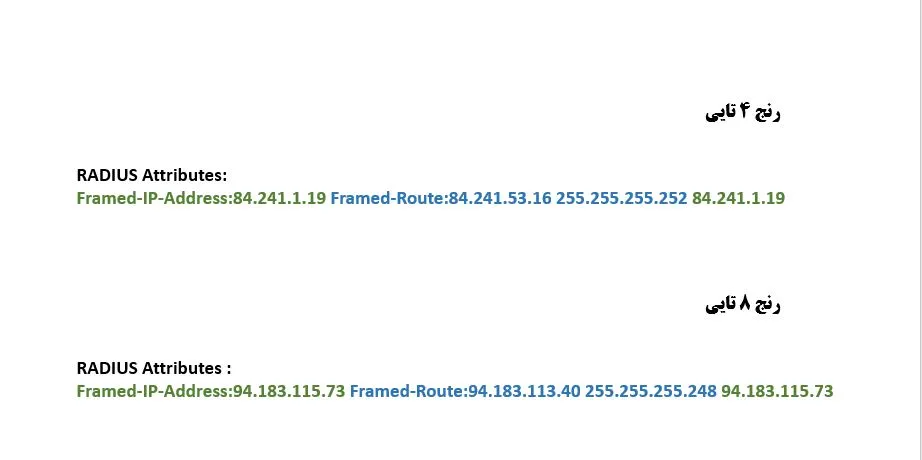 رنج ۴ تایی
RADIUS Attributes:
Framed-IP-Address:84.241.1.19 Framed-Route:84.241.53.16 255.255.255.252 84.241.1.19
رنج ۸ تایی
RADIUS Attributes :
Framed-IP-Address:94.183.115.73 Framed-Route:94.183.113.40 255.255.255.248 94.183.115.73